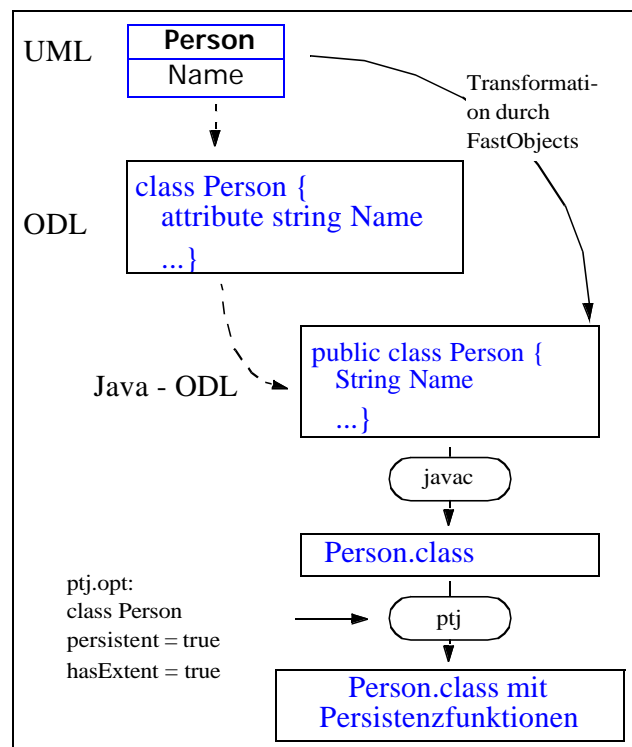 UML
Person
Name
Transformati-
on durch
FastObjects
ODL
class Person {
attribute string Name
...}
Java - ODL
public class Person {
String Name
...}
javac
Person.class
ptj.opt:
class Person
persistent = true
hasExtent = true
ptj
Person.class mit
Persistenzfunktionen